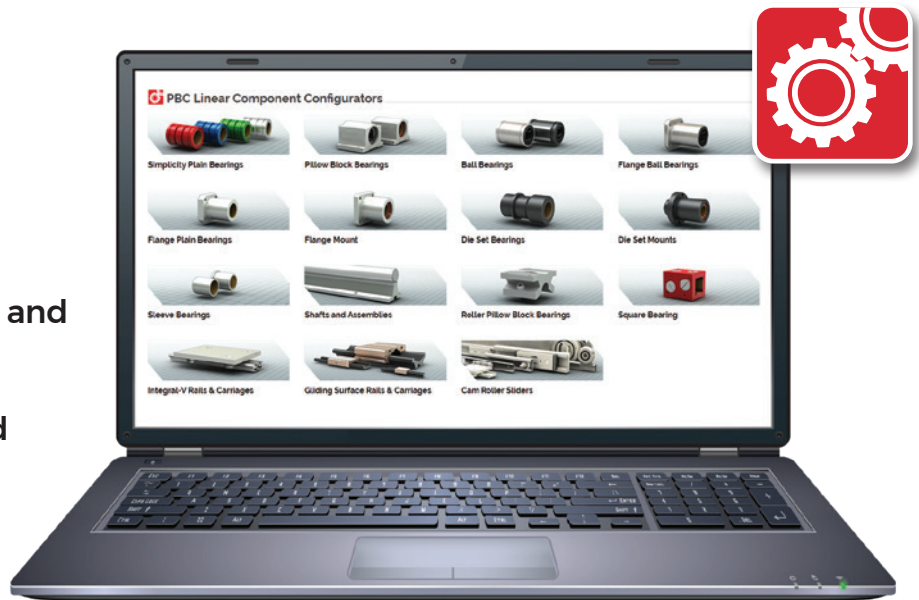 PBC Linear Component Configurators
Simplicity Plain Bearings
Pillow Block Bearings
Ball Bearings
Flange Ball Bearings
Flange Plain Bearings
Flange Mount
Die Set Bearings
Die Set Mounts
Sleeve Bearings
Shafts and Assemblies
Roller Pillow Block Bearings
Square Bearing
and
Integral-V Rails & Carriages
Gliding Surface Rails & Carriages
Cam Roller Sliders